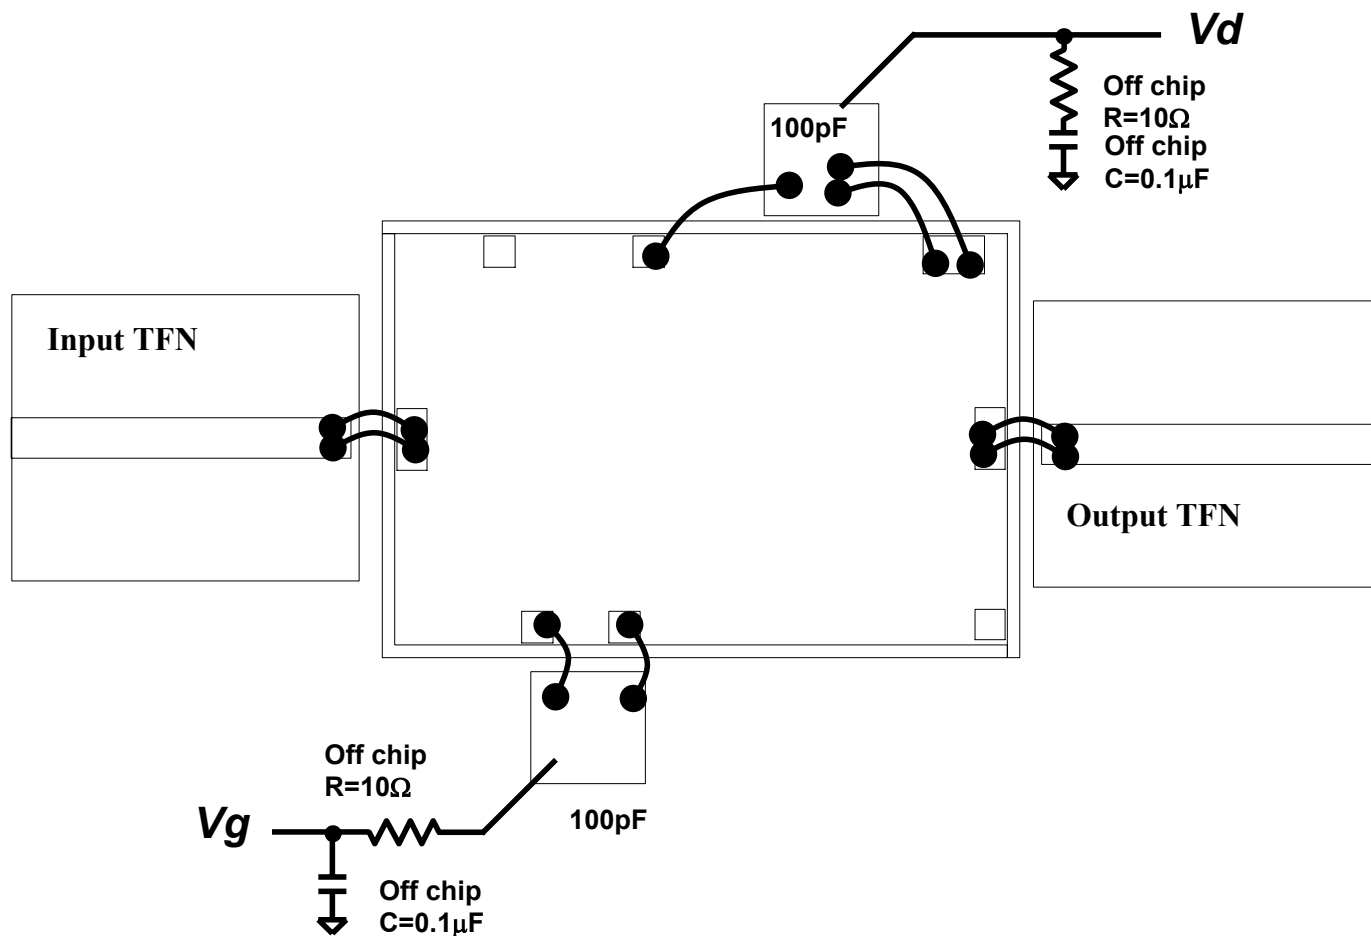 Vd
Off chip
R=10Ω
Off chip
C=0.1μF
100pF
Input TFN
Output TFN
Off chip
R=10Ω
100pF
Vg
Off chip
C=0.1μF